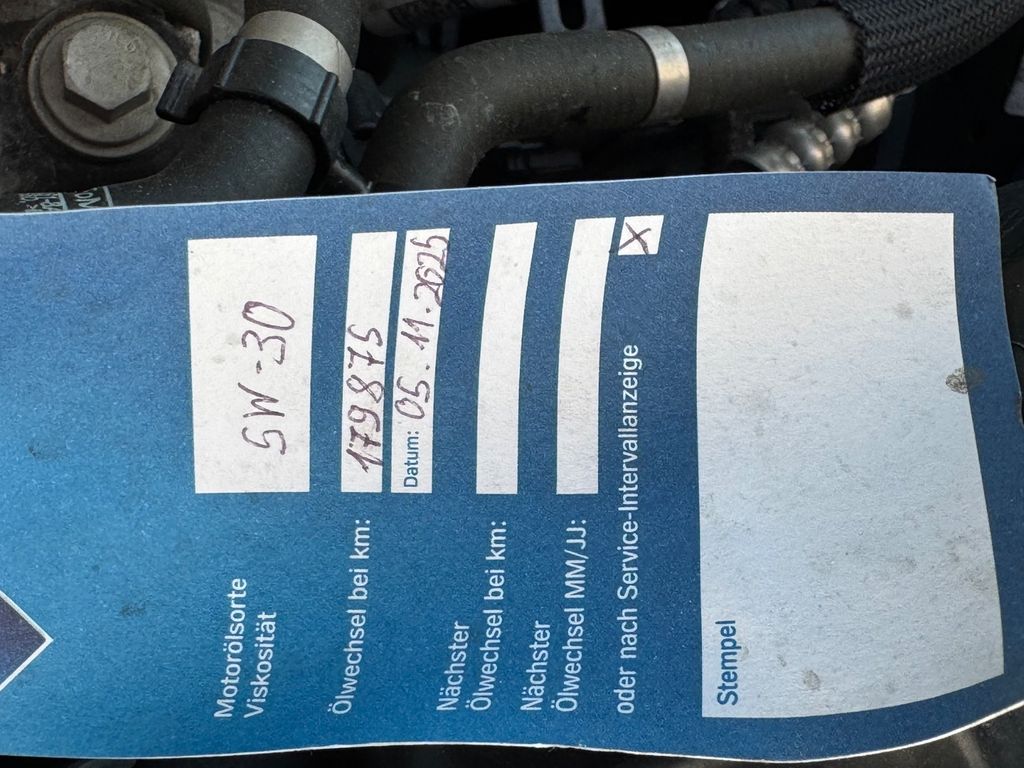 Motorölsorte
Viskosität
5W-30
Ölwechsel bei km: 179875
Datum: 05.11.2025
Nächster
Ölwechsel bei km:
Nächster
Ölwechsel MM/JJ:
oder nach Service-Intervallanzeige X
Stempel